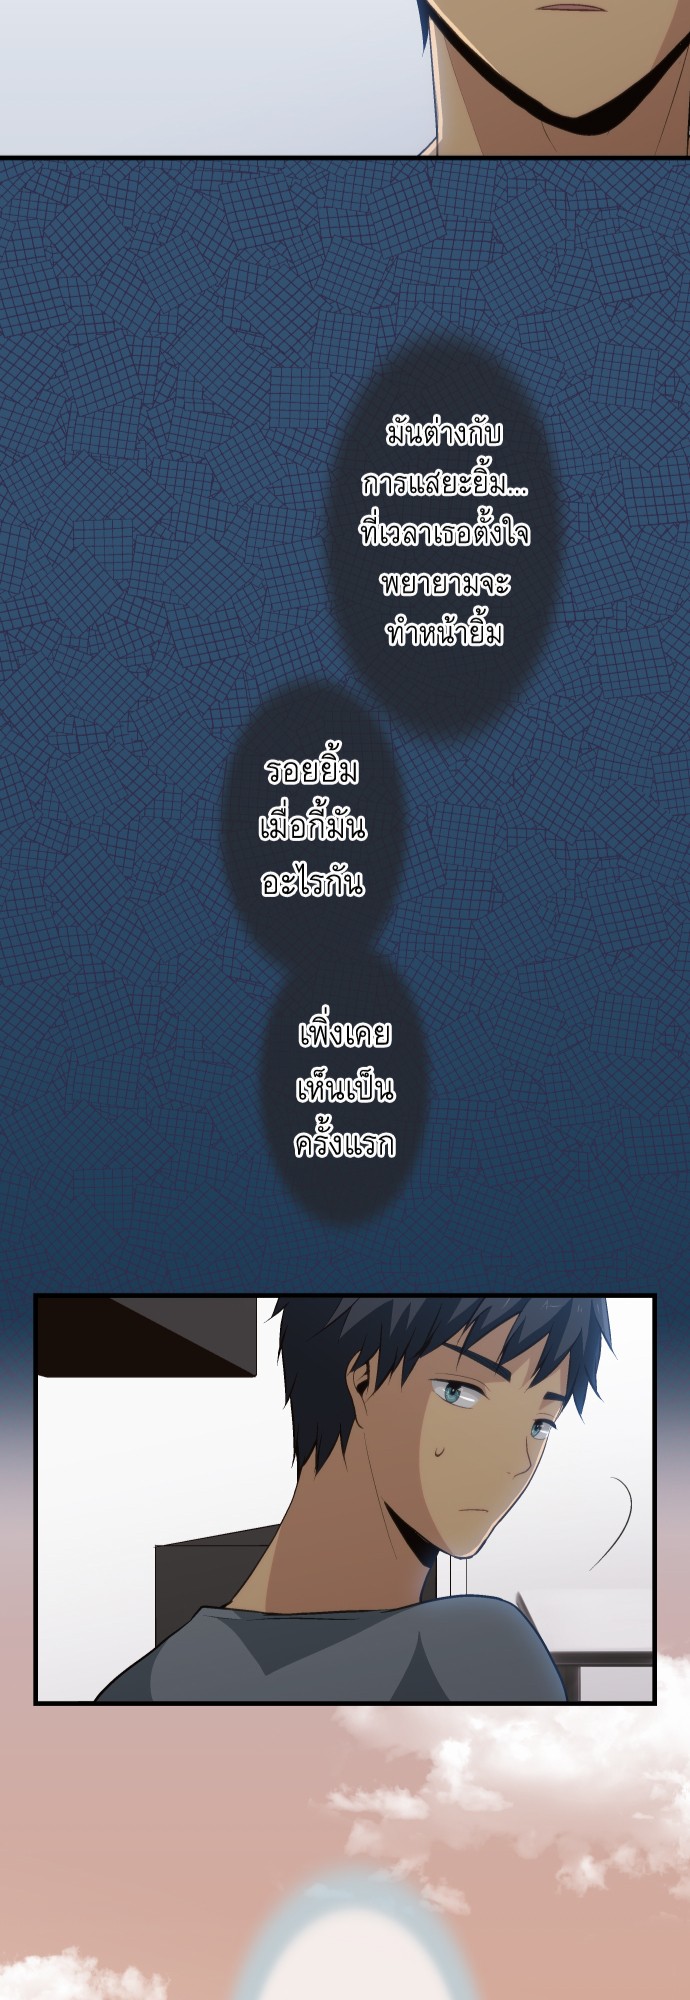 มันต่างกับ
การแสยะยิ้ม...
ที่เวลาเธอตั้งใจ
พยายามจะ
ทำหน้ายิ้ม
รอยยิ้ม
เมื่อกี้มัน
อะไรกัน
เพิ่งเคย
เห็นเป็น
ครั้งแรก